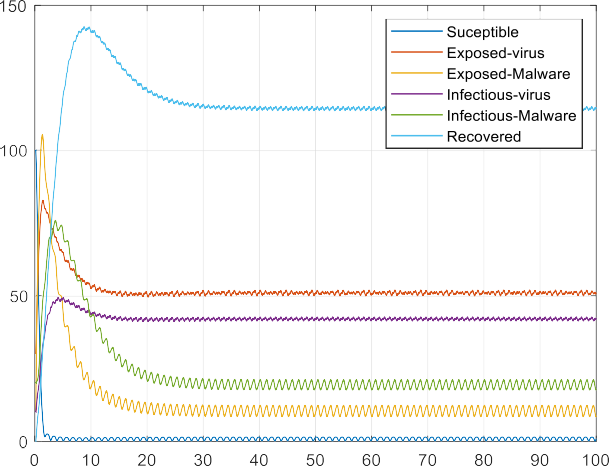 150
Suceptible
Exposed-virus
Exposed-Malware
Infectious-virus
Infectious-Malware
Recovered
100
50
0
0 10 20 30 40 50 60 70 80 90 100